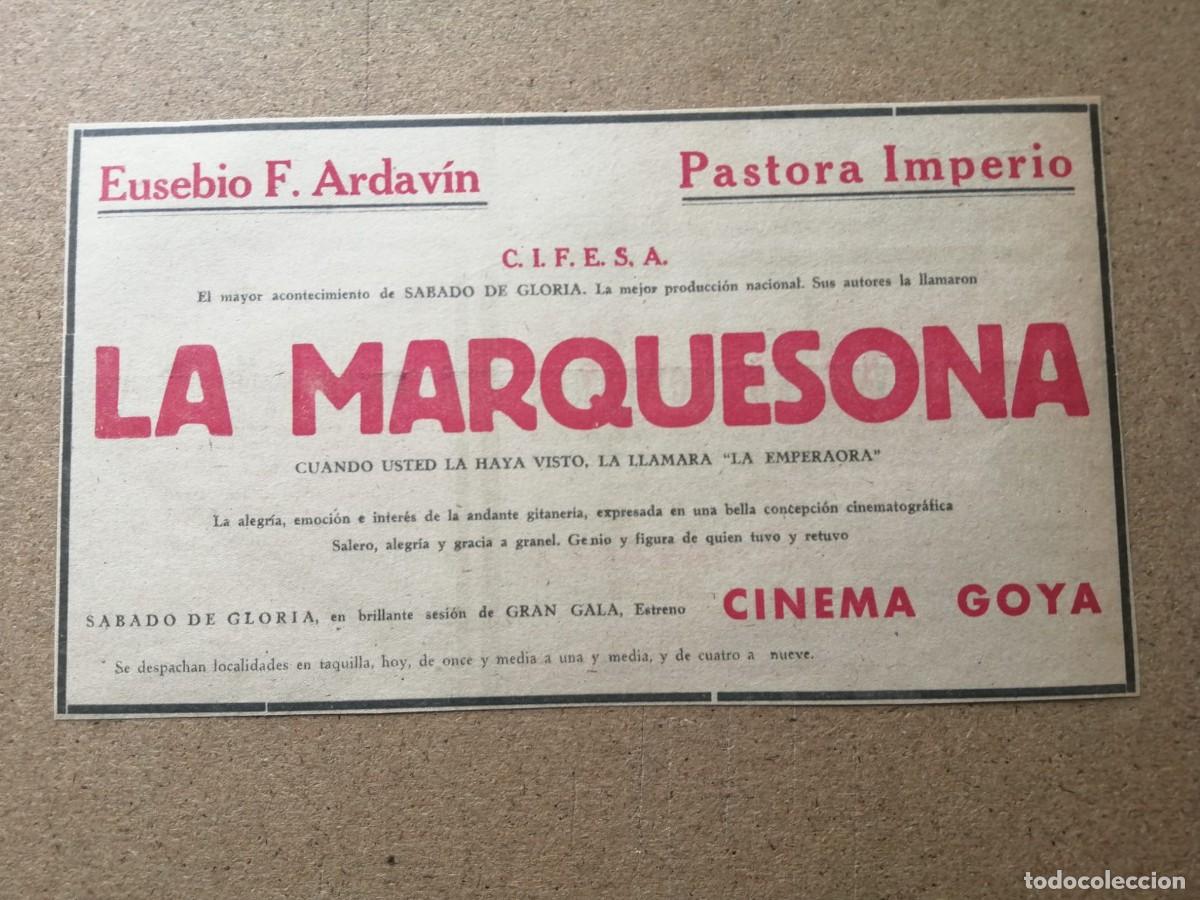 Eusebio F. Ardavín
Pastora Imperio
C. I. F. E. S. A.
El mayor acontecimiento de SABADO DE GLORIA. La mejor producción nacional. Sus autores la llamaron
LA MARQUESONA
CUANDO USTED LA HAYA VISTO, LA LLAMARA "LA EMPERAORA"
La alegría, emoción e interés de la andante gitanería, expresada en una bella concepción cinematográfica
Salero, alegría y gracia a granel. Genio y figura de quien tuvo y retuvo
SABADO DE GLORIA, en brillante sesión de GRAN GALA, Estreno CINEMA GOYA
Se despachan localidades en taquilla, hoy, de once y media a una y media, y de cuatro a nueve.
todocoleccion